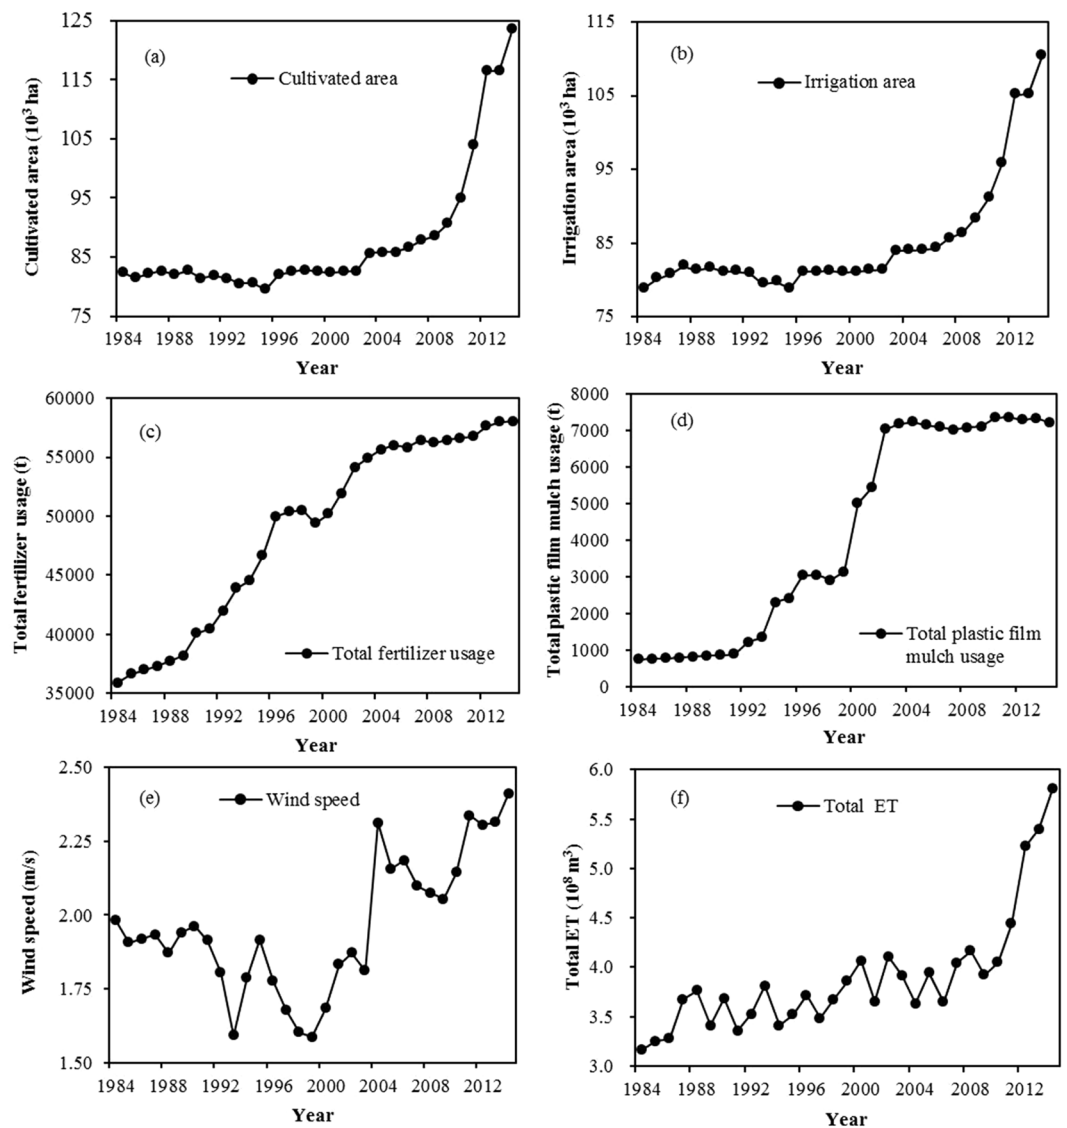 (a)
Cultivated area
Cultivated area (10³ ha)
125
115
105
95
85
75
1984 1988 1992 1996 2000 2004 2008 2012
Year
(b)
Irrigation area
Irrigation area (10³ ha)
115
105
95
85
75
1984 1988 1992 1996 2000 2004 2008 2012
Year
(c)
Total fertilizer usage
Total fertilizer usage (t)
60000
55000
50000
45000
40000
35000
1984 1988 1992 1996 2000 2004 2008 2012
Year
(d)
Total plastic film
mulch usage
Total plastic film mulch usage (t)
8000
7000
6000
5000
4000
3000
2000
1000
0
1984 1988 1992 1996 2000 2004 2008 2012
Year
(e)
Wind speed
Wind speed (m/s)
2.50
2.25
2.00
1.75
1.50
1984 1988 1992 1996 2000 2004 2008 2012
Year
(f)
Total ET
Total ET (10⁸ m³)
6.0
5.5
5.0
4.5
4.0
3.5
3.0
1984 1988 1992 1996 2000 2004 2008 2012
Year